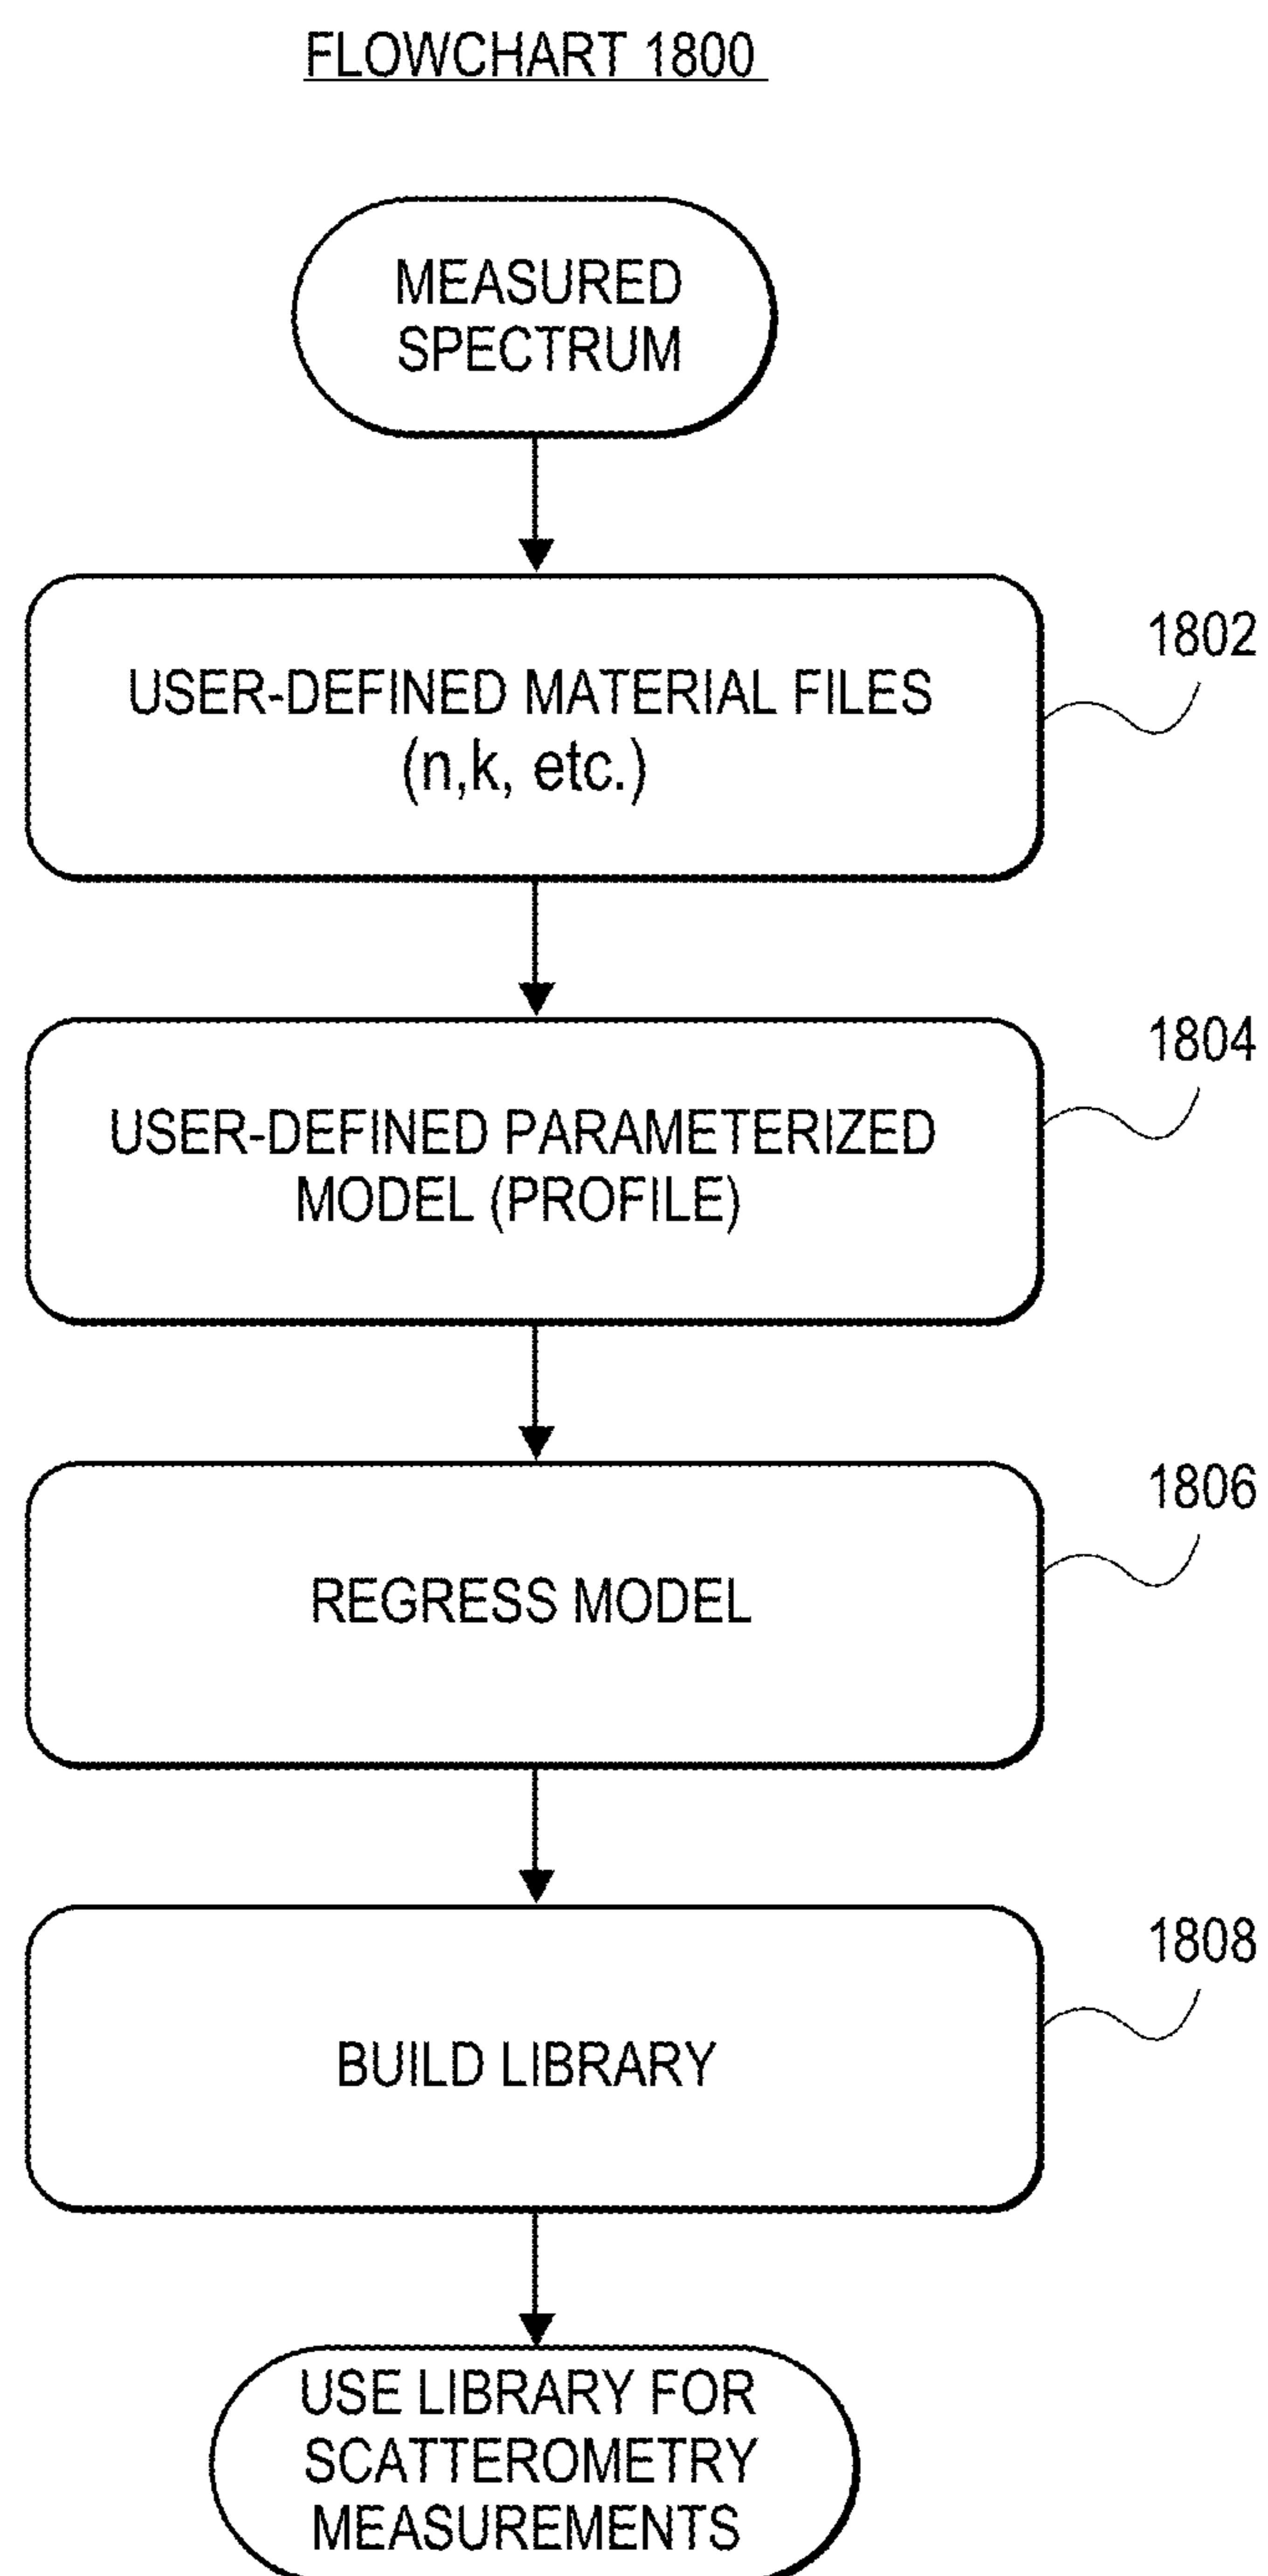 FLOWCHART 1800
MEASURED
SPECTRUM
1802
USER-DEFINED MATERIAL FILES
(n,k, etc.)
1804
USER-DEFINED PARAMETERIZED
MODEL (PROFILE)
1806
REGRESS MODEL
1808
BUILD LIBRARY
USE LIBRARY FOR
SCATTEROMETRY
MEASUREMENTS